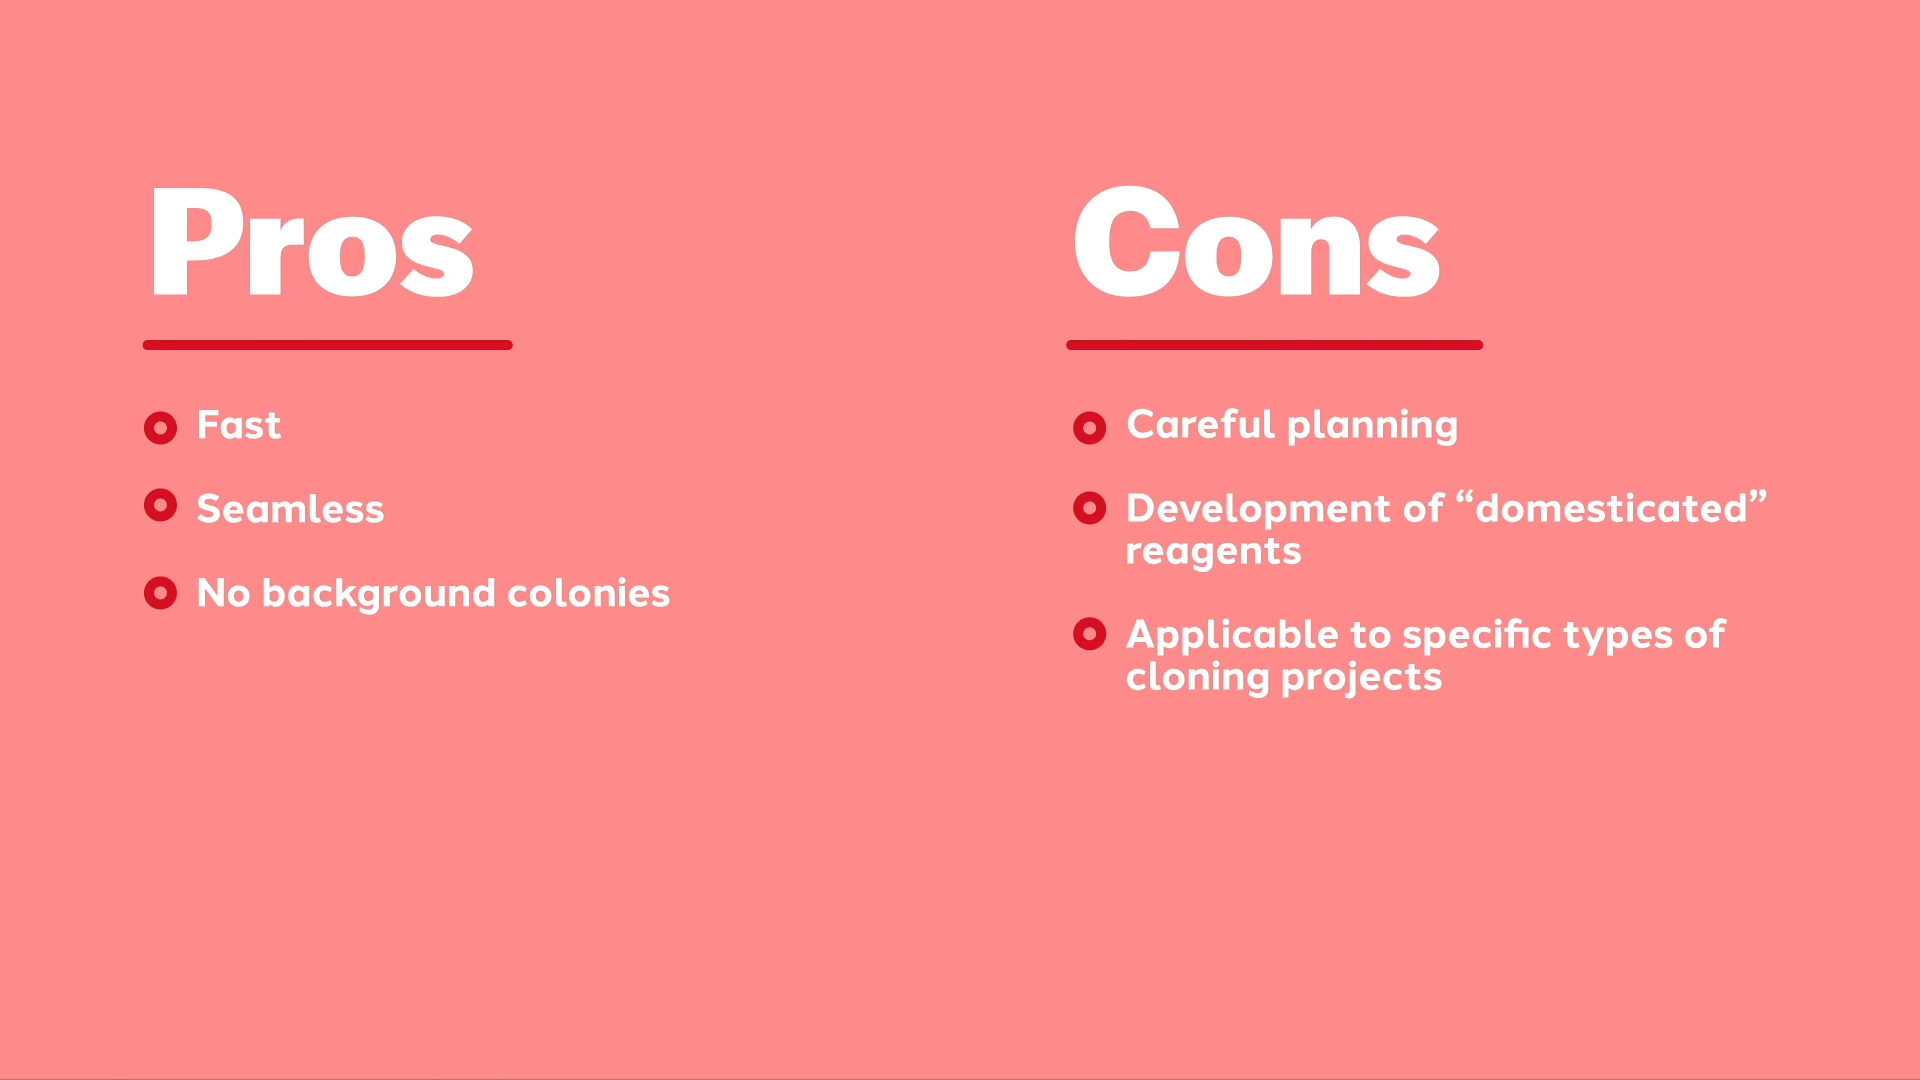 Pros
Fast
Seamless
No background colonies
Cons
Careful planning
Development of “domesticated”
reagents
Applicable to specific types of
cloning projects